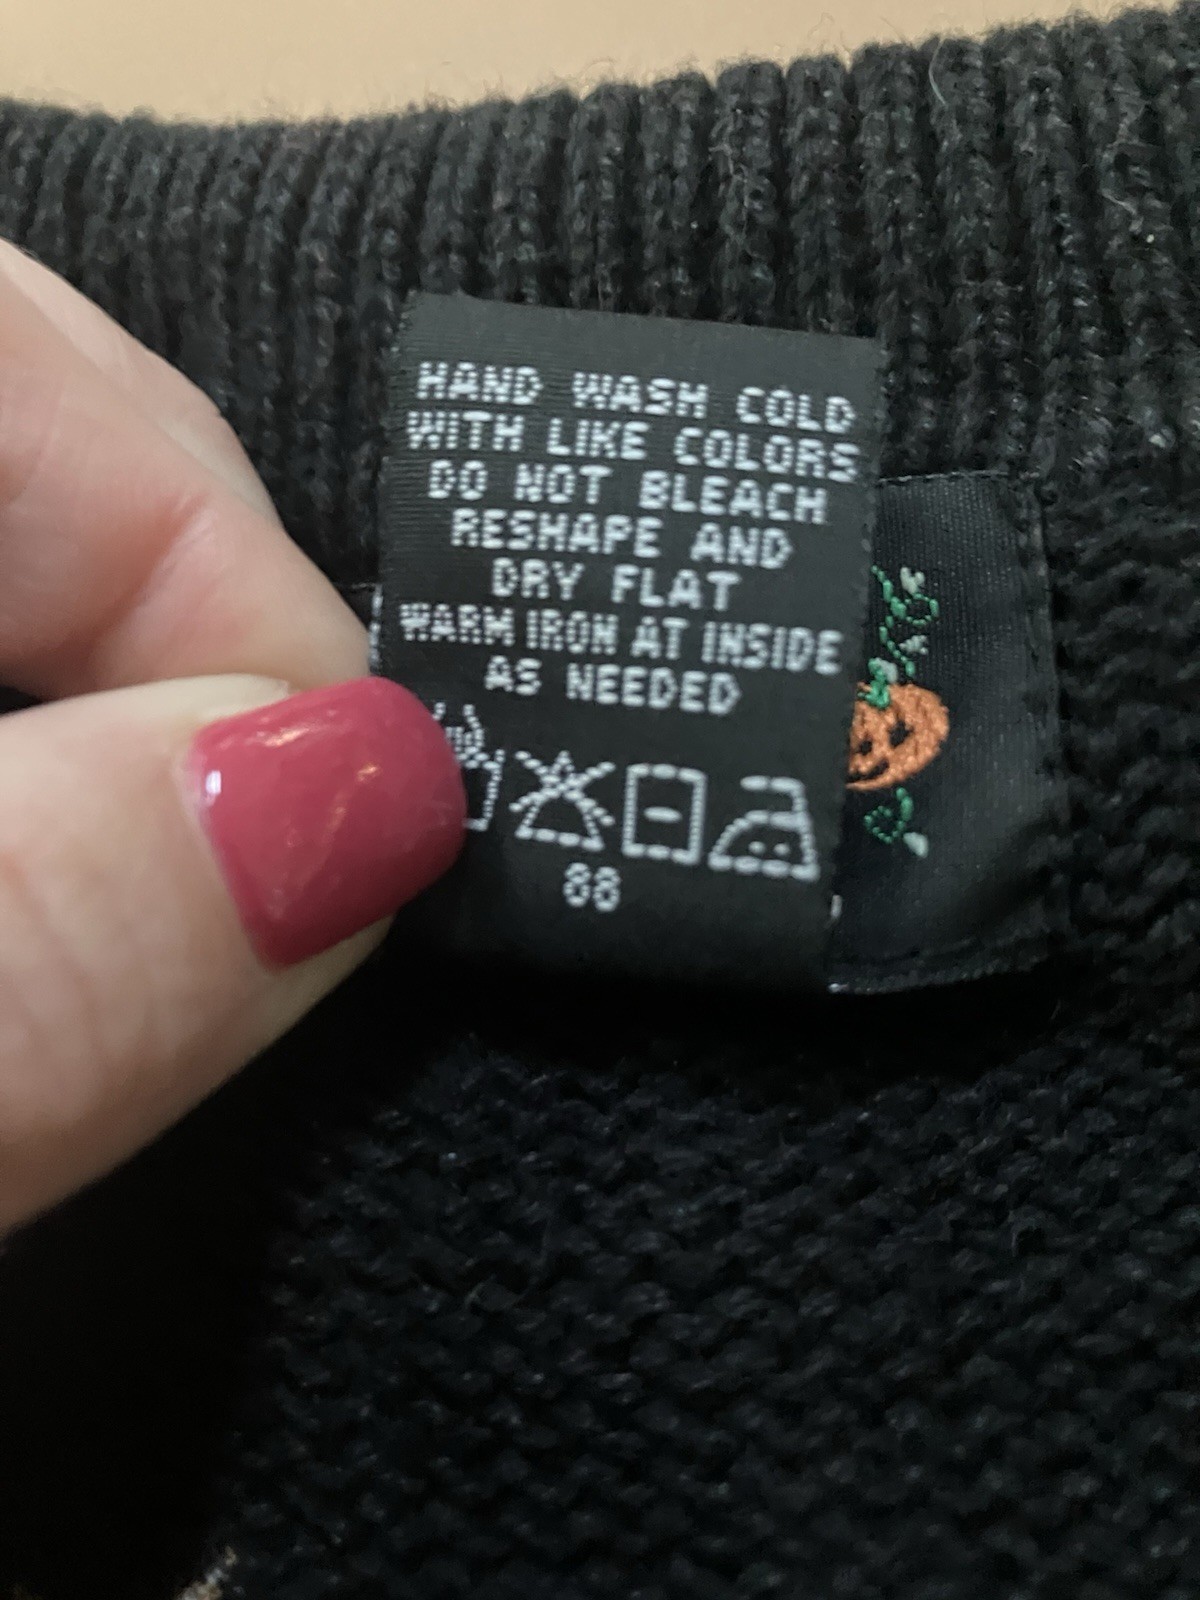 HAND WASH COLD
WITH LIKE COLORS
DO NOT BLEACH
RESHAPE AND
DRY FLAT
WARM IRON AT INSIDE
AS NEEDED
88